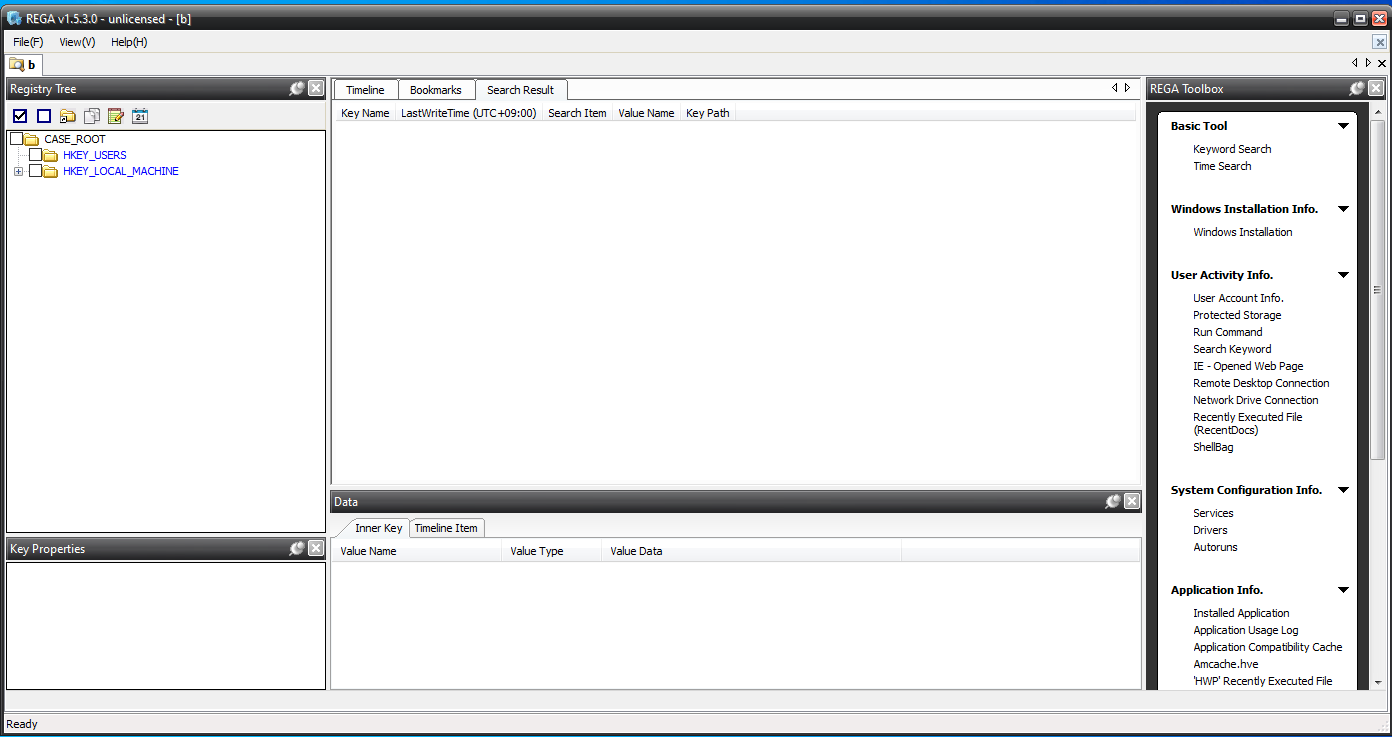 REGA v1.5.3.0 - unlicensed - [b]
File(F) View(V) Help(H)
b
Registry Tree
21
CASE_ROOT
HKEY_USERS
HKEY_LOCAL_MACHINE
Key Properties
Timeline Bookmarks Search Result
Key Name LastWriteTime (UTC+09:00) Search Item Value Name Key Path
Data
Inner Key Timeline Item
Value Name Value Type Value Data
REGA Toolbox
Basic Tool
Keyword Search
Time Search
Windows Installation Info.
Windows Installation
User Activity Info.
User Account Info.
Protected Storage
Run Command
Search Keyword
IE - Opened Web Page
Remote Desktop Connection
Network Drive Connection
Recently Executed File
(RecentDocs)
ShellBag
System Configuration Info.
Services
Drivers
Autoruns
Application Info.
Installed Application
Application Usage Log
Application Compatibility Cache
Amcache.hve
'HWP' Recently Executed File
Ready